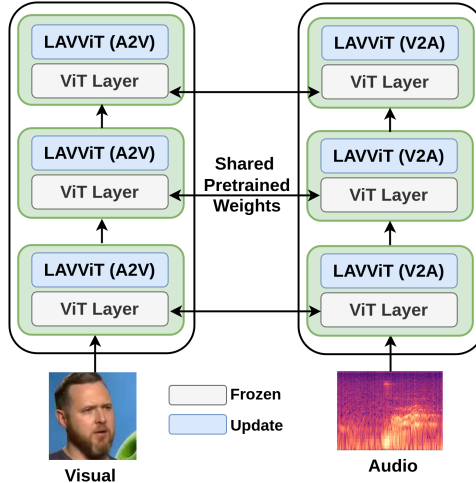 LAVViT (A2V)
ViT Layer
LAVViT (A2V)
ViT Layer
LAVViT (A2V)
ViT Layer
Visual
Shared
Pretrained
Weights
LAVViT (V2A)
ViT Layer
LAVViT (V2A)
ViT Layer
LAVViT (V2A)
ViT Layer
Audio
Frozen
Update